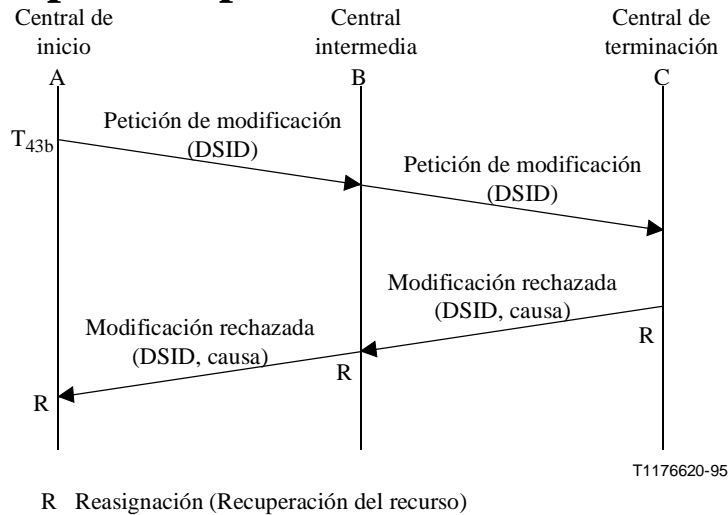 Central de
inicio
Central
intermedia
Central de
terminación
A
B
C
T43b
Petición de modificación
(DSID)
Petición de modificación
(DSID)
Modificación rechazada
(DSID, causa)
R
Modificación rechazada
(DSID, causa)
R
R
T1176620-95
R Reasignación (Recuperación del recurso)